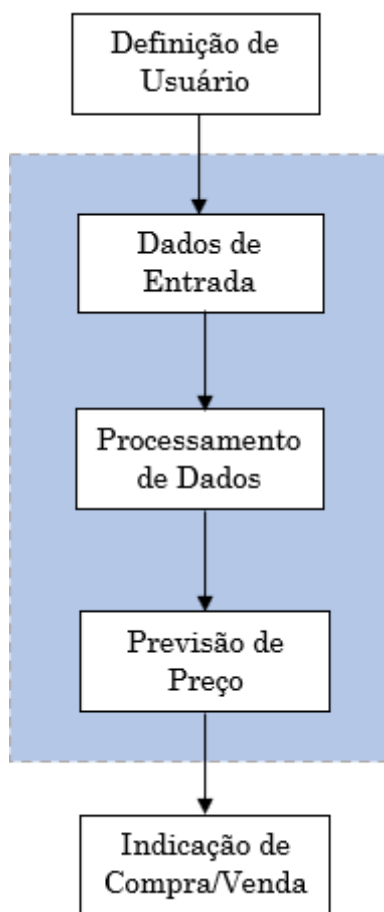 Definição de
Usuário
Dados de
Entrada
Processamento
de Dados
Previsão de
Preço
Indicação de
Compra/Venda